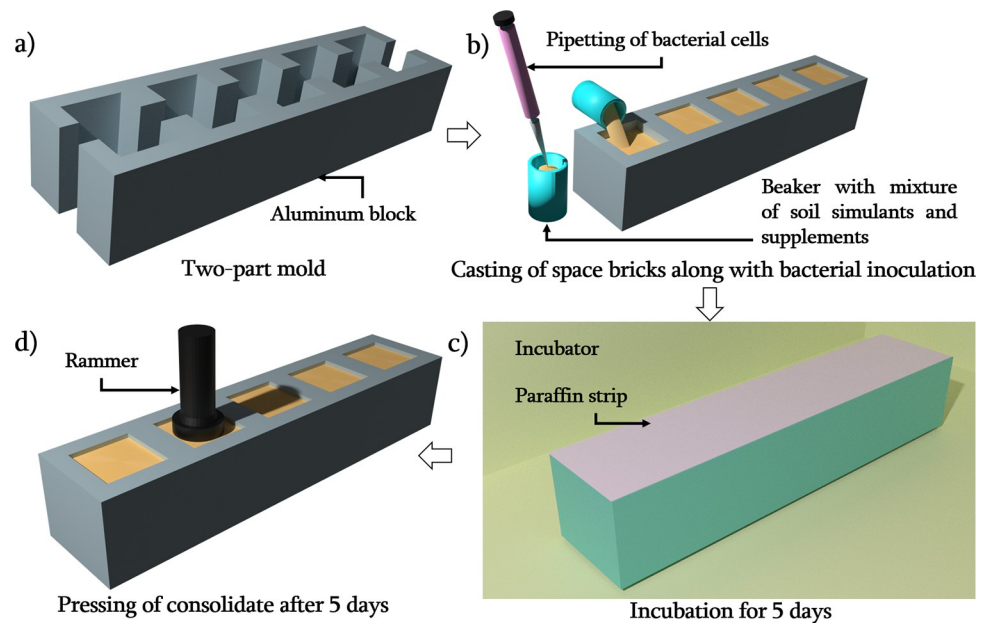 a)
Aluminum block
Two-part mold
b)
Pipetting of bacterial cells
Beaker with mixture
of soil simulants and
supplements
Casting of space bricks along with bacterial inoculation
c)
Incubator
Paraffin strip
Incubation for 5 days
d)
Rammer
Pressing of consolidate after 5 days